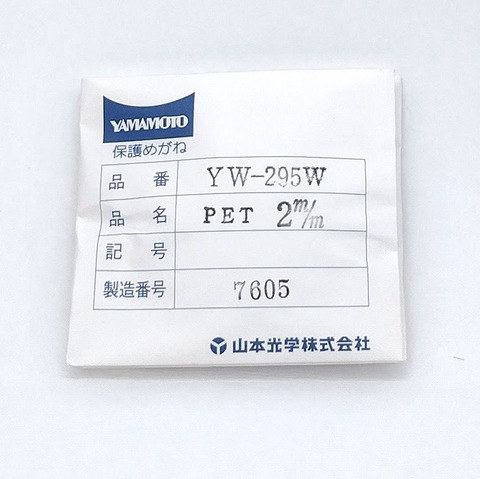 YAMAMOTO
保護めがね
品番 YW-295W
品名 PET 2m/m
記号
製造番号 7605
山本光学株式会社